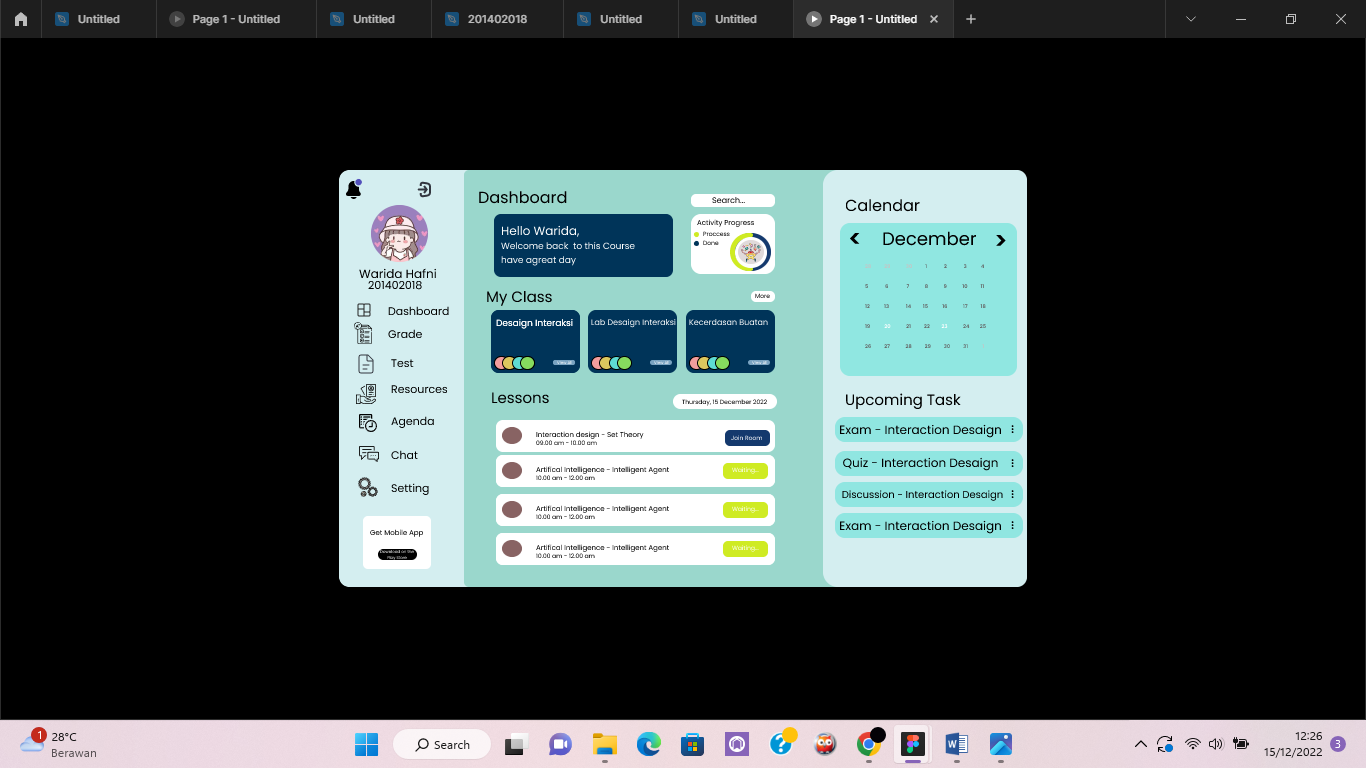 Untitled
Page 1 - Untitled
Untitled
201402018
Untitled
Untitled
Page 1 - Untitled
Warida Hafni
201402018
Dashboard
Grade
Test
Resources
Agenda
Chat
Setting
Get Mobile App
Download on the
Play Store
Dashboard
Search...
Hello Warida,
Welcome back to this Course
have agreat day
Activity Progress
Proccess
Done
My Class
More
Desaign Interaksi
Lab Desaign Interaksi
Kecerdasan Buatan
View all
View all
View all
Lessons
Thursday, 15 December 2022
Interaction design - Set Theory
09.00 am - 10.00 am
Join Room
Artifical Intelligence - Intelligent Agent
10.00 am - 12.00 am
Waiting...
Artifical Intelligence - Intelligent Agent
10.00 am - 12.00 am
Waiting...
Artifical Intelligence - Intelligent Agent
10.00 am - 12.00 am
Waiting...
Calendar
December
1 2 3 4
5 6 7 8 9 10 11
12 13 14 15 16 17 18
19 20 21 22 23 24 25
26 27 28 29 30 31
Upcoming Task
Exam - Interaction Desaign
Quiz - Interaction Desaign
Discussion - Interaction Desaign
Exam - Interaction Desaign
1
28°C
Berawan
Search
12:26
15/12/2022
3